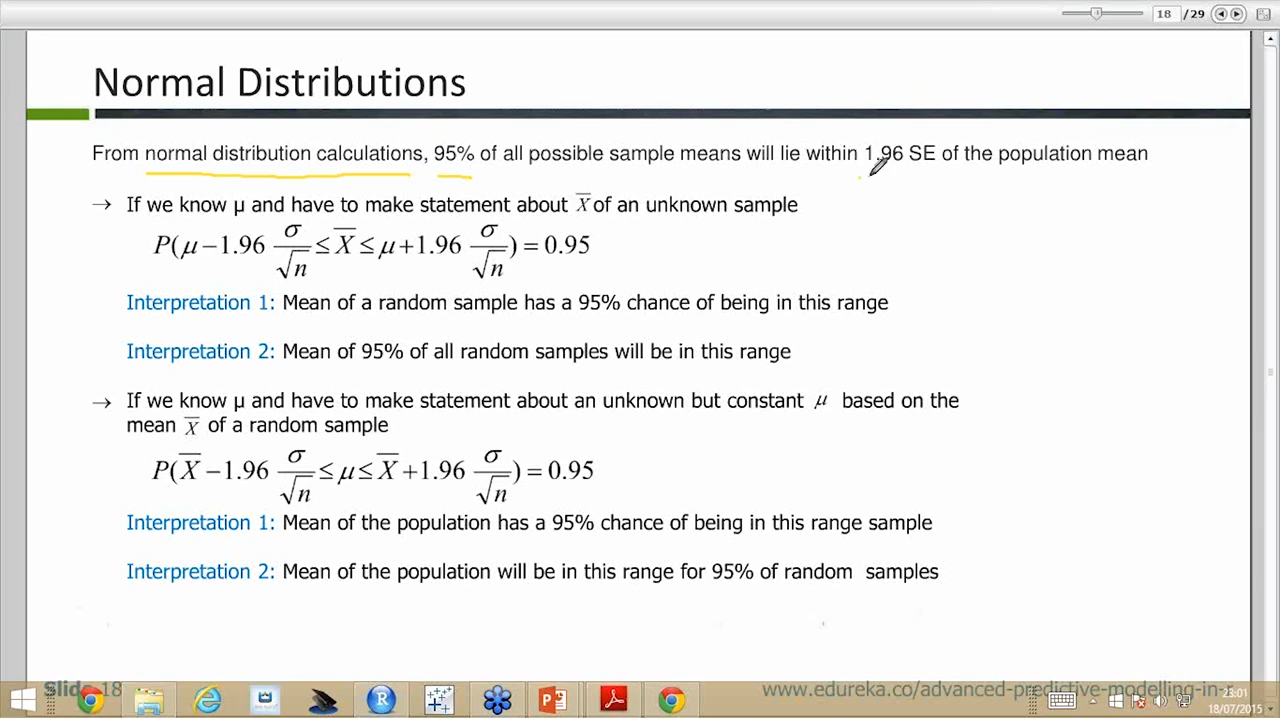 18 /29
Normal Distributions
From normal distribution calculations, 95% of all possible sample means will lie within 1.96 SE of the population mean
→ If we know μ and have to make statement about X̅ of an unknown sample
P(μ − 1.96 σ/√n ≤ X̅ ≤ μ + 1.96 σ/√n) = 0.95
Interpretation 1: Mean of a random sample has a 95% chance of being in this range
Interpretation 2: Mean of 95% of all random samples will be in this range
→ If we know μ and have to make statement about an unknown but constant μ based on the
mean X̅ of a random sample
P(X̅ − 1.96 σ/√n ≤ μ ≤ X̅ + 1.96 σ/√n) = 0.95
Interpretation 1: Mean of the population has a 95% chance of being in this range sample
Interpretation 2: Mean of the population will be in this range for 95% of random samples
Slide 18
www.edureka.co/advanced-predictive-modelling-in-r
23:01
18/07/2015